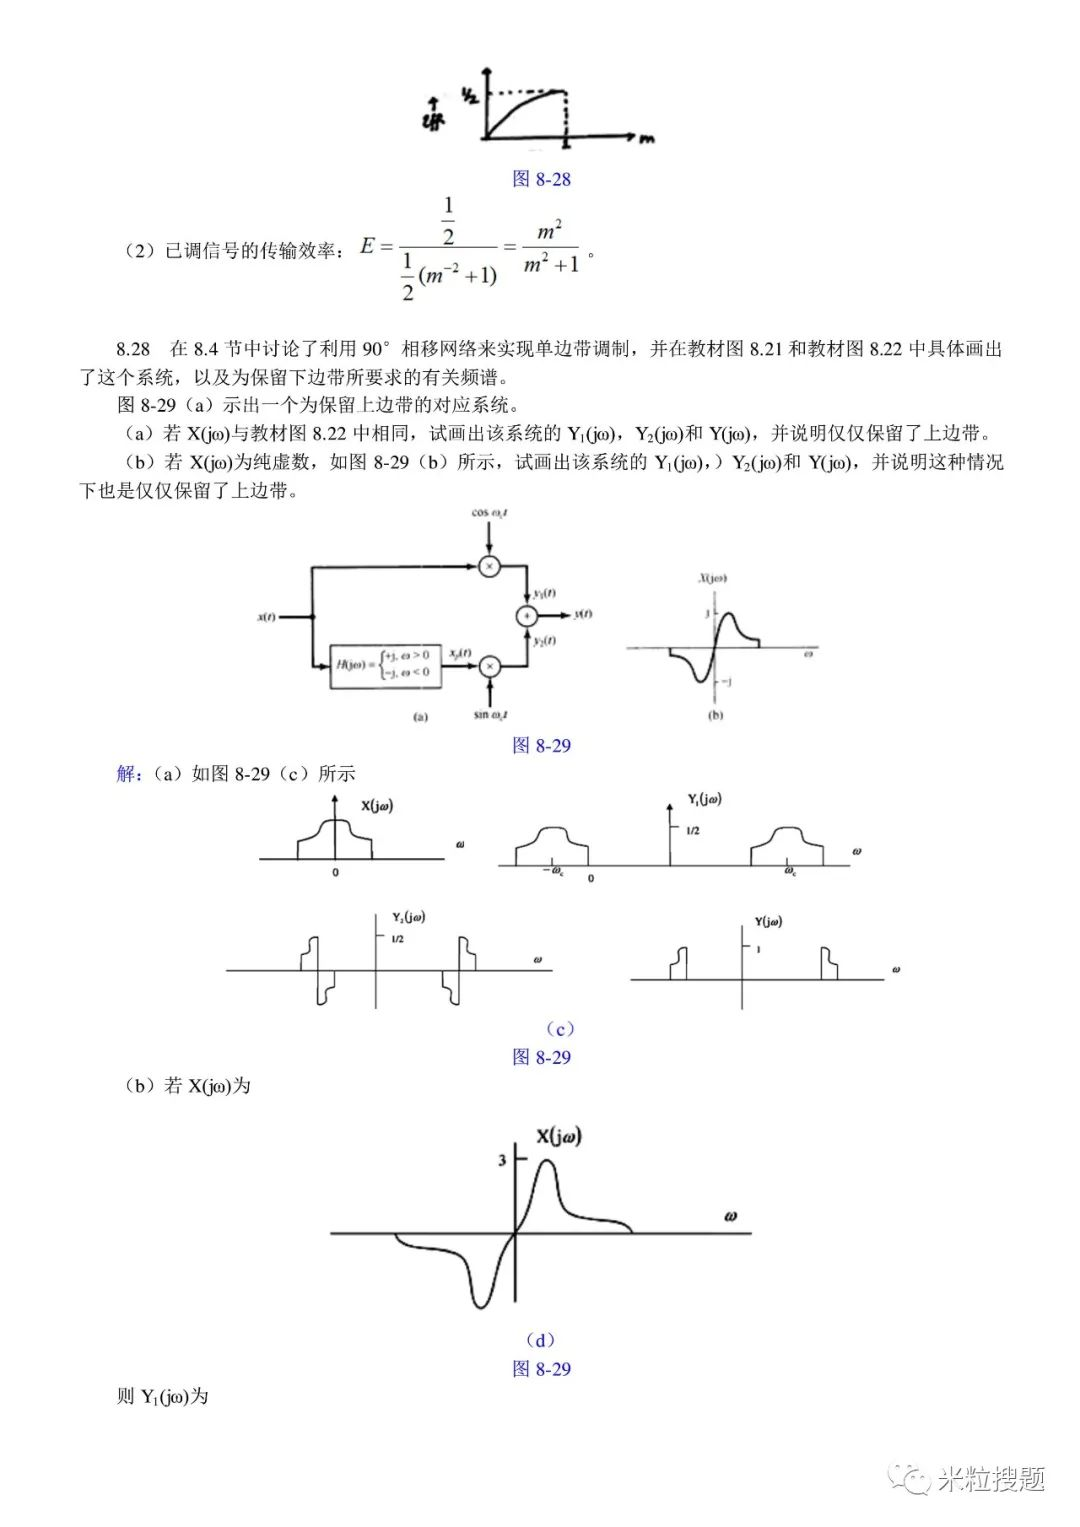 1/2
eff
m
1
图 8-28
（2）已调信号的传输效率： E = \frac{\frac{1}{2}}{\frac{1}{2}(m^{-2}+1)} = \frac{m^2}{m^2+1} 。
8.28 在 8.4 节中讨论了利用 90° 相移网络来实现单边带调制，并在教材图 8.21 和教材图 8.22 中具体画出
了这个系统，以及为保留下边带所要求的有关频谱。
图 8-29（a）示出一个为保留上边带的对应系统。
（a）若 X(jω)与教材图 8.22 中相同，试画出该系统的 Y₁(jω)，Y₂(jω)和 Y(jω)，并说明仅仅保留了上边带。
（b）若 X(jω)为纯虚数，如图 8-29（b）所示，试画出该系统的 Y₁(jω)，）Y₂(jω)和 Y(jω)，并说明这种情况
下也是仅仅保留了上边带。
cos ω_c t
×
y₁(t)
x(t)
+
y(t)
y₂(t)
H(jω) = { +j, ω > 0
−j, ω < 0
x_p(t)
×
sin ω_c t
(a)
X(jω)
j
ω
−j
(b)
图 8-29
解：（a）如图 8-29（c）所示
X(jω)
ω
0
Y₁(jω)
1/2
ω
−ω_c
0
ω_c
Y₂(jω)
1/2
ω
Y(jω)
1
ω
（c）
图 8-29
（b）若 X(jω)为
X(jω)
3
ω
（d）
图 8-29
则 Y₁(jω)为
米粒搜题